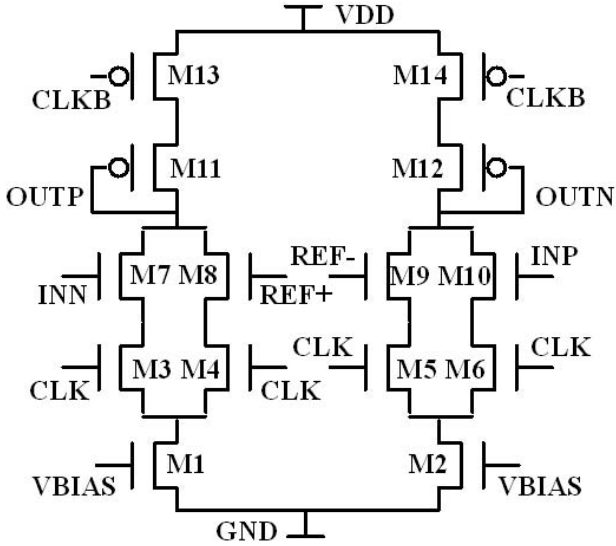 VDD
M13 M14
CLKB CLKB
M11 M12
OUTP OUTN
REF- INP
M7 M8 M9 M10
INN REF+
CLK CLK
M3 M4 M5 M6
CLK CLK
M1 M2
VBIAS VBIAS
GND